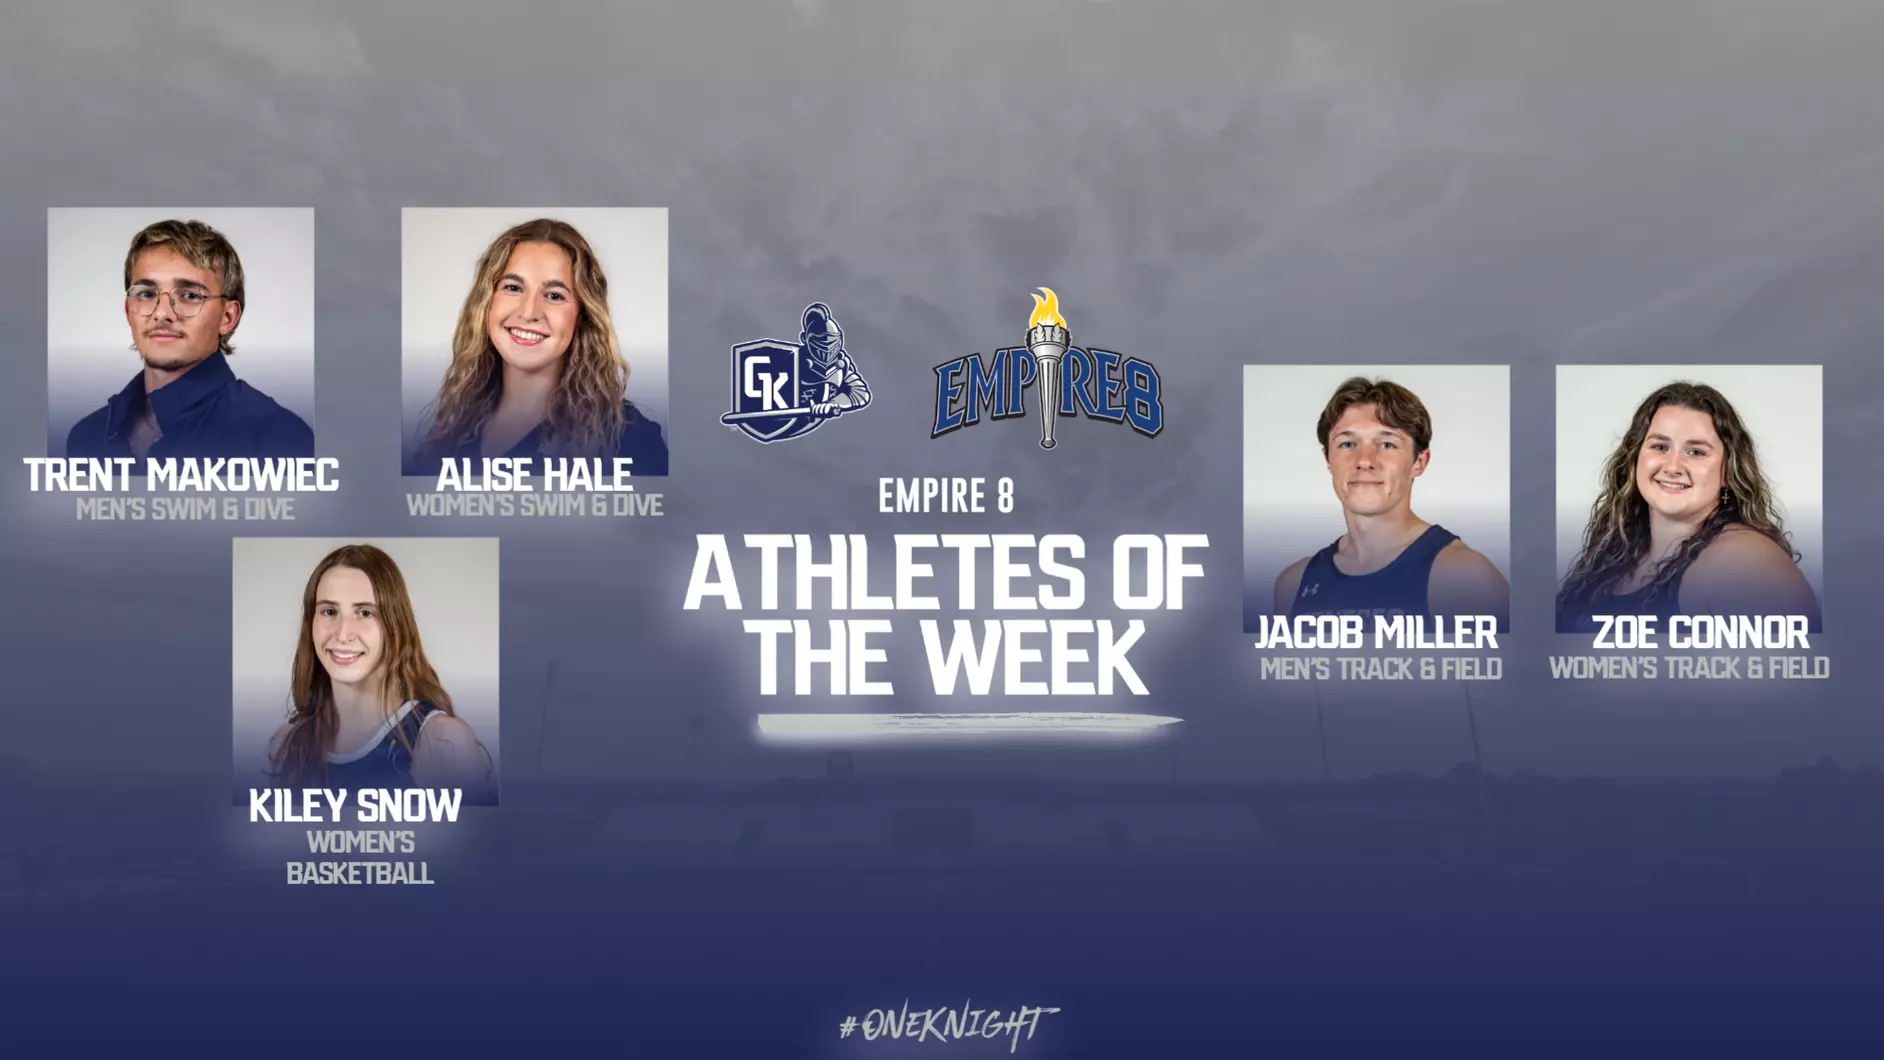 TRENT MAKOWIEC
MEN'S SWIM & DIVE
ALISE HALE
WOMEN'S SWIM & DIVE
KILEY SNOW
WOMEN'S
BASKETBALL
GK
EMPIRE8
EMPIRE 8
ATHLETES OF
THE WEEK
JACOB MILLER
MEN'S TRACK & FIELD
ZOE CONNOR
WOMEN'S TRACK & FIELD
#ONEKNIGHT